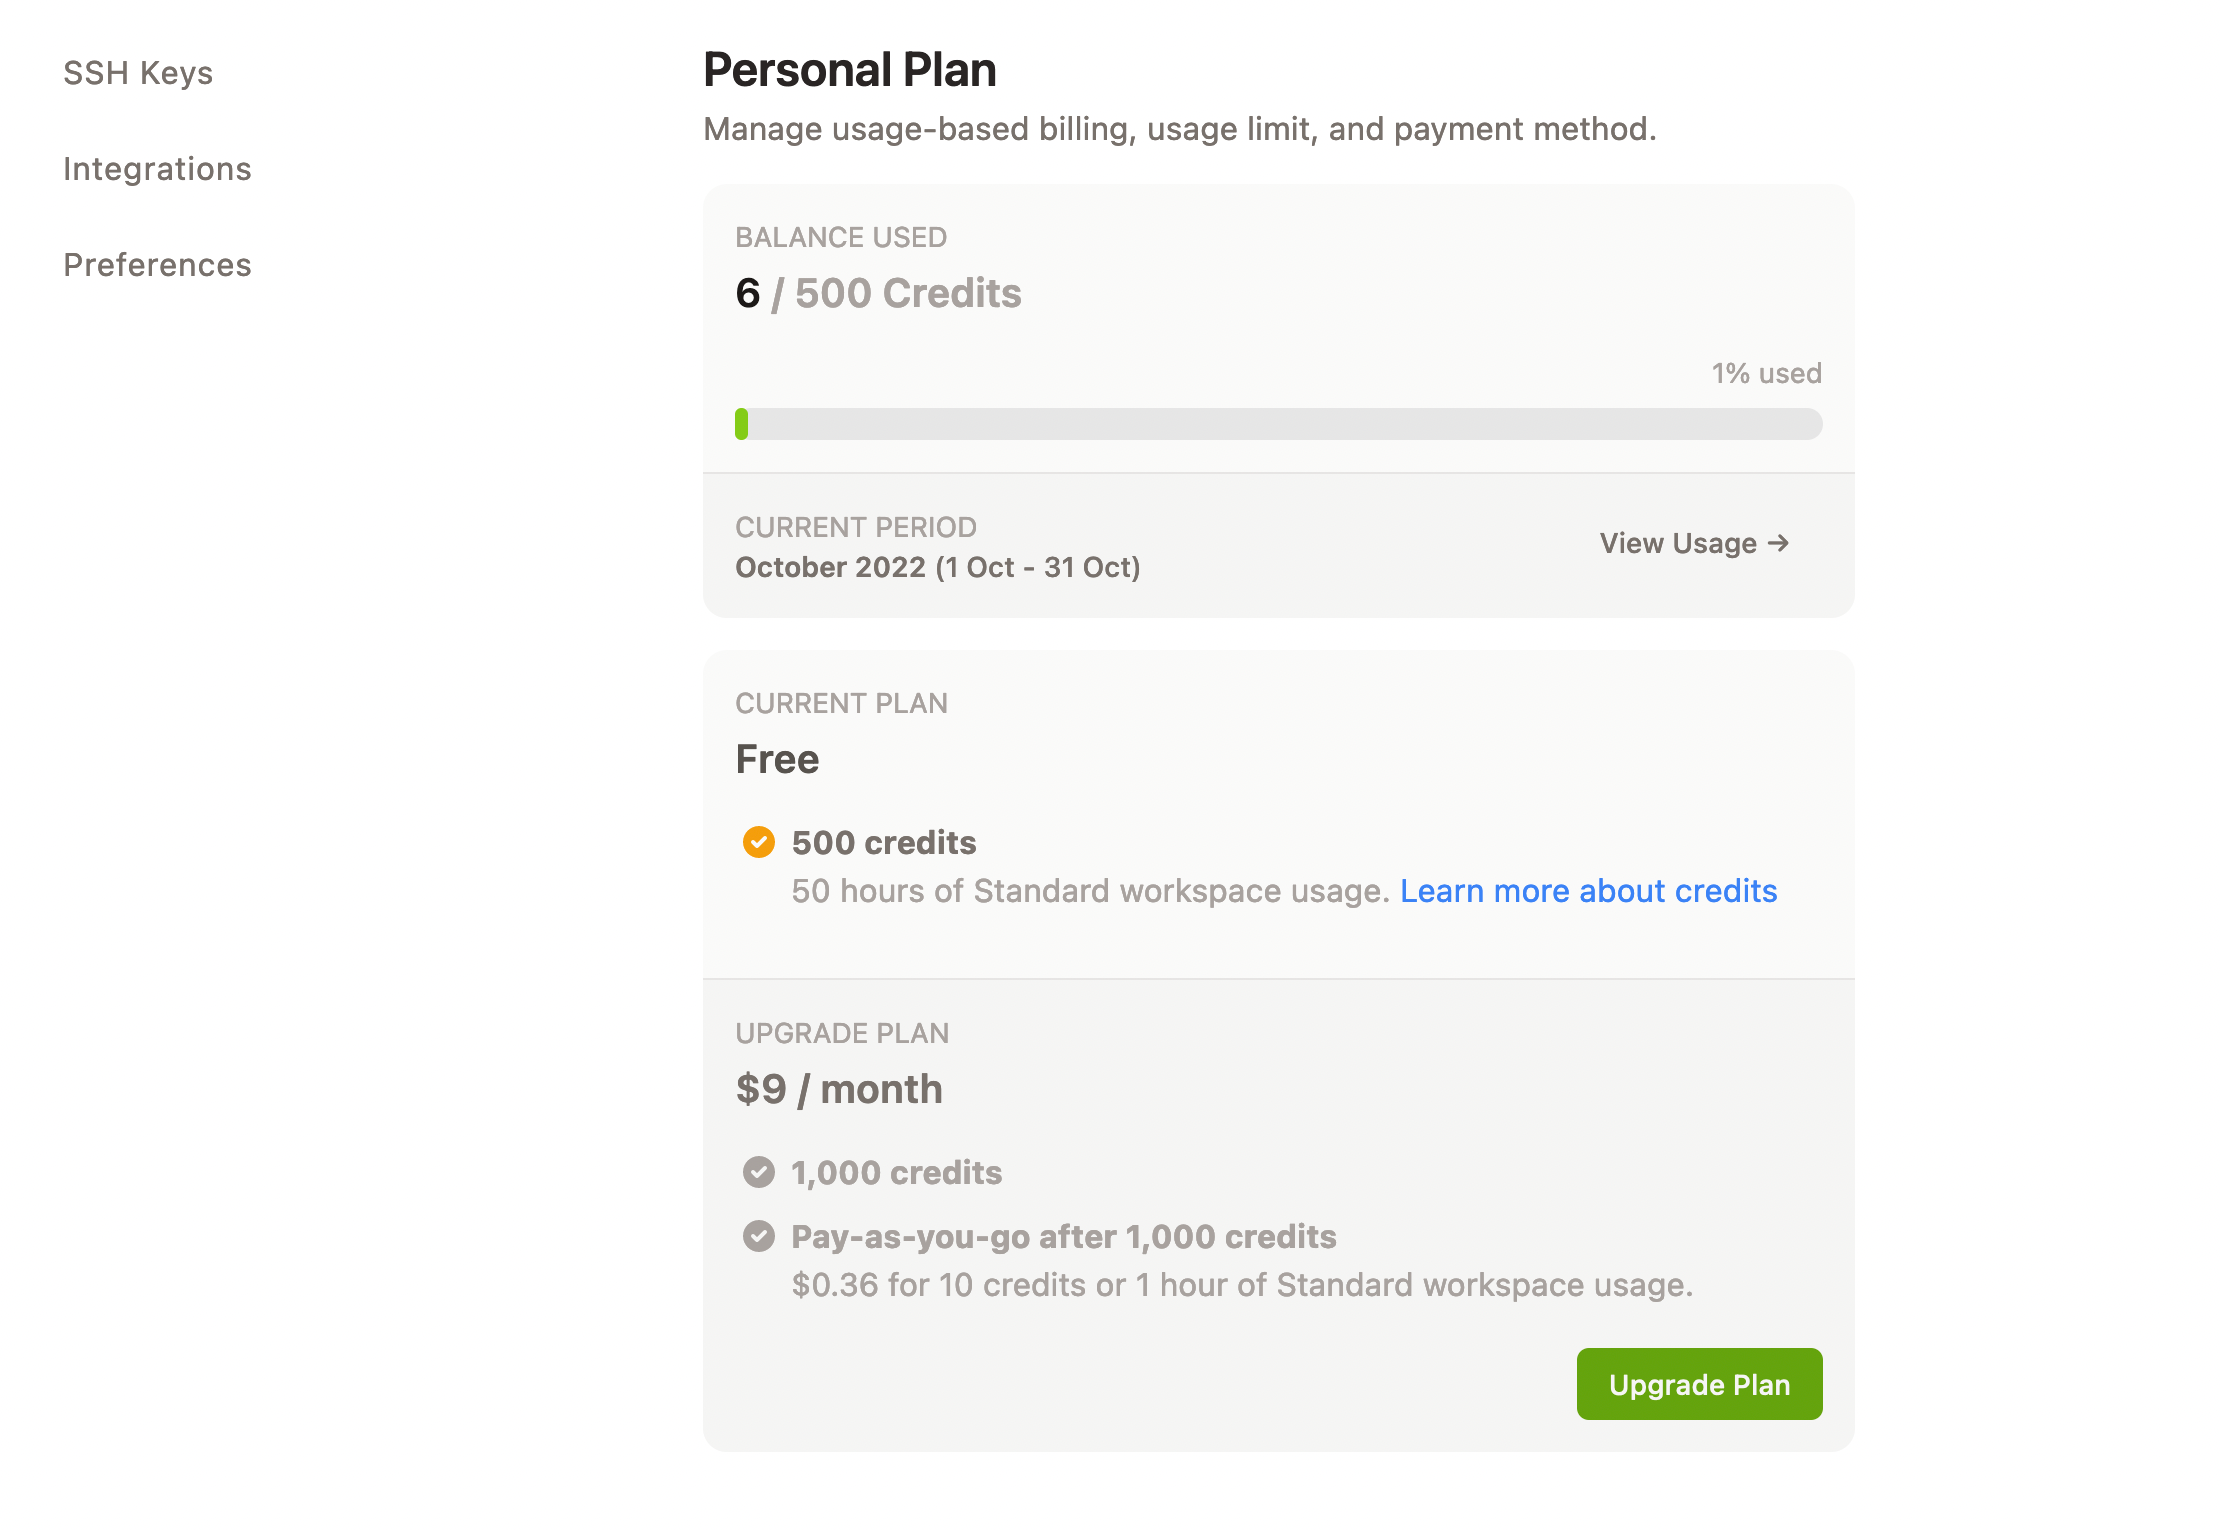 SSH Keys
Integrations
Preferences
Personal Plan
Manage usage-based billing, usage limit, and payment method.
BALANCE USED
6 / 500 Credits
1% used
CURRENT PERIOD
October 2022 (1 Oct - 31 Oct)
View Usage →
CURRENT PLAN
Free
500 credits
50 hours of Standard workspace usage. Learn more about credits
UPGRADE PLAN
$9 / month
1,000 credits
Pay-as-you-go after 1,000 credits
$0.36 for 10 credits or 1 hour of Standard workspace usage.
Upgrade Plan